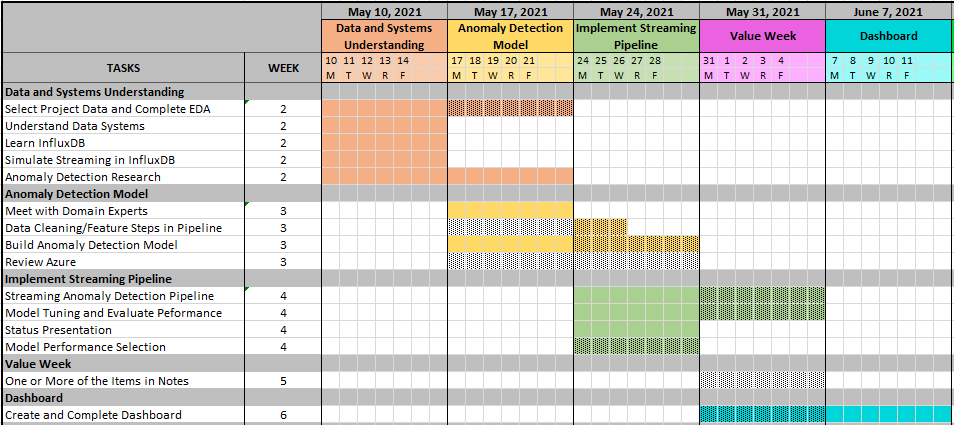 May 10, 2021 May 17, 2021 May 24, 2021 May 31, 2021 June 7, 2021
Data and Systems Understanding Anomaly Detection Model Implement Streaming Pipeline Value Week Dashboard
10 11 12 13 14 17 18 19 20 21 24 25 26 27 28 31 1 2 3 4 7 8 9 10 11
TASKS WEEK M T W R F M T W R F M T W R F M T W R F M T W R F
Data and Systems Understanding
Select Project Data and Complete EDA 2
Understand Data Systems 2
Learn InfluxDB 2
Simulate Streaming in InfluxDB 2
Anomaly Detection Research 2
Anomaly Detection Model
Meet with Domain Experts 3
Data Cleaning/Feature Steps in Pipeline 3
Build Anomaly Detection Model 3
Review Azure 3
Implement Streaming Pipeline
Streaming Anomaly Detection Pipeline 4
Model Tuning and Evaluate Peformance 4
Status Presentation 4
Model Performance Selection 4
Value Week
One or More of the Items in Notes 5
Dashboard
Create and Complete Dashboard 6